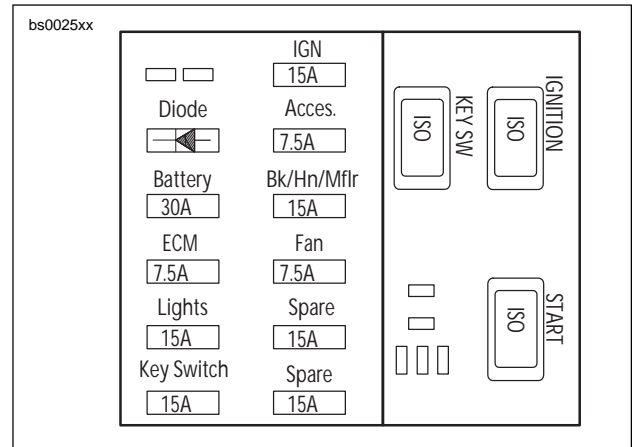 bs0025xx
IGN
15A
Diode
Acces.
7.5A
Battery
30A
Bk/Hn/Mflr
15A
ECM
7.5A
Fan
7.5A
Lights
15A
Spare
15A
Key Switch
15A
Spare
15A
ISO
KEY SW
ISO
IGNITION
ISO
START